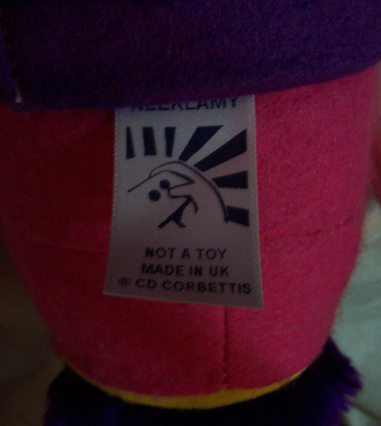 NOT A TOY
MADE IN UK
© CD CORBETTIS